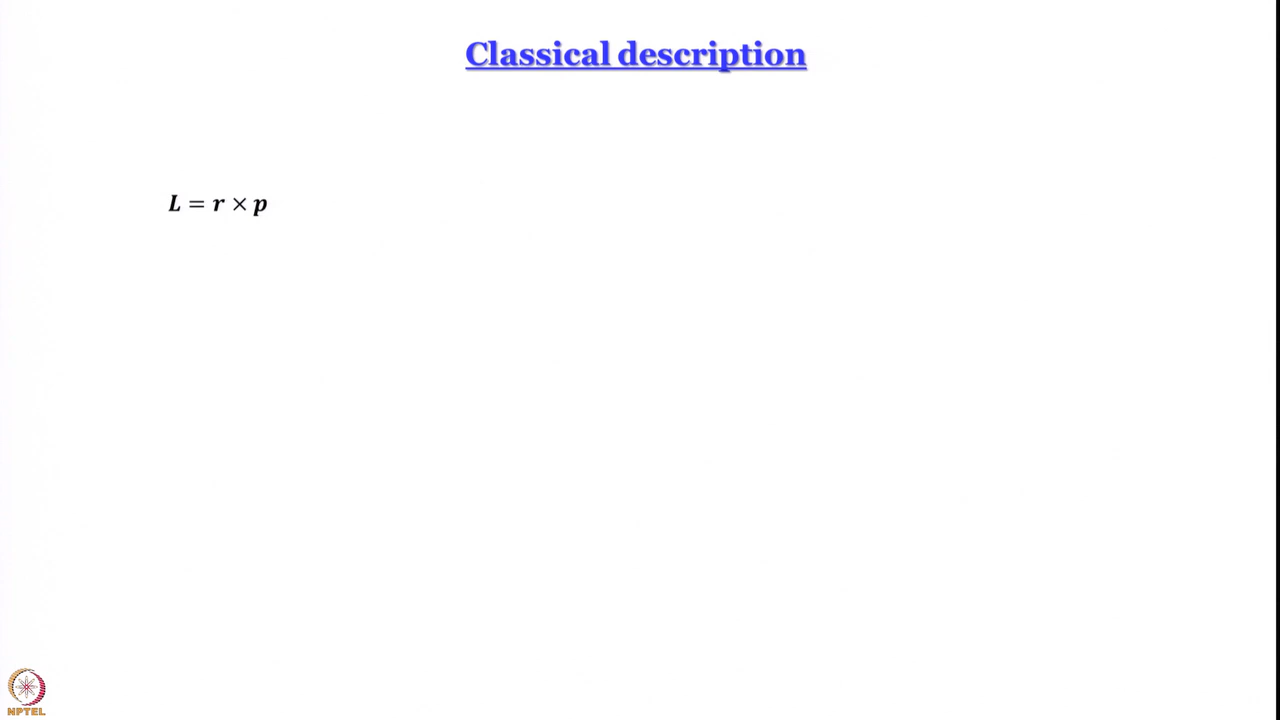 Classical description
L = r × p
NPTEL